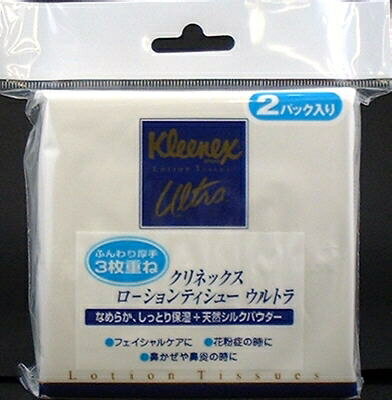 2パック入り
Kleenex
Lotion Tissue
Ultra
ふんわり厚手
3枚重ね
クリネックス
ローションティシュー ウルトラ
なめらか、しっとり保湿+天然シルクパウダー
●フェイシャルケアに ●花粉症の時に
●鼻かぜや鼻炎の時に
Lotion Tissues